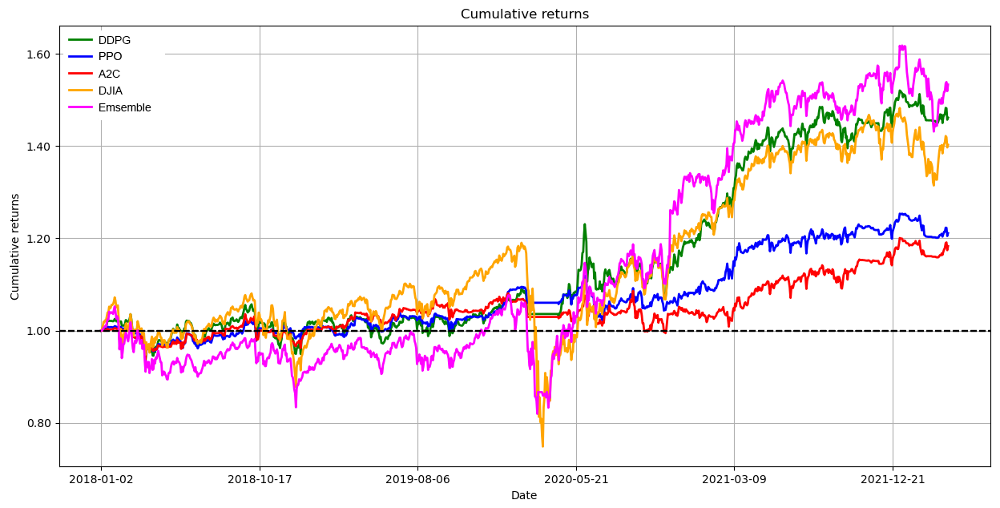 Cumulative returns
DDPG
PPO
A2C
DJIA
Emsemble
Cumulative returns
1.60
1.40
1.20
1.00
0.80
2018-01-02
2018-10-17
2019-08-06
2020-05-21
2021-03-09
2021-12-21
Date